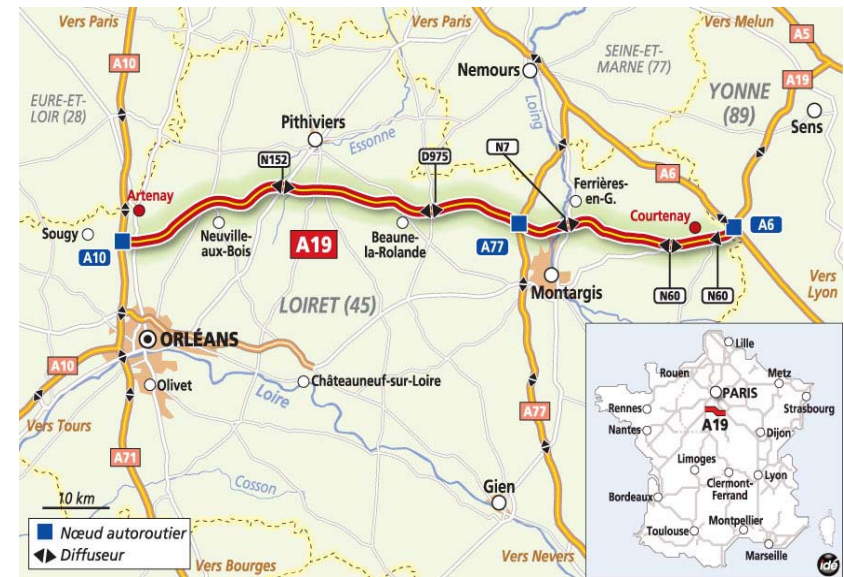 Vers Paris
Vers Paris
Vers Melun
A10
EURE-ET-
LOIR (28)
Nemours
SEINE-ET-
MARNE (77)
A5
A19
YONNE
(89)
Sens
Pithiviers
Essonne
Loing
N152
D975
N7
A6
Artenay
Ferrières-
en-G.
Courtenay
Sougy
Neuville-
aux-Bois
Beaune-
la-Rolande
A10
A19
A77
A6
N60
N60
Montargis
Vers
Lyon
LOIRET (45)
ORLÉANS
A10
Olivet
Loire
Châteauneuf-sur-Loire
Vers Tours
A77
A71
Cosson
Gien
10 km
Nœud autoroutier
Diffuseur
Vers Bourges
Vers Nevers
Lille
Rouen
Metz
PARIS
Rennes
Strasbourg
Nantes
A19
Dijon
Limoges
Lyon
Clermont-
Ferrand
Bordeaux
Toulouse
Montpellier
Marseille
idé